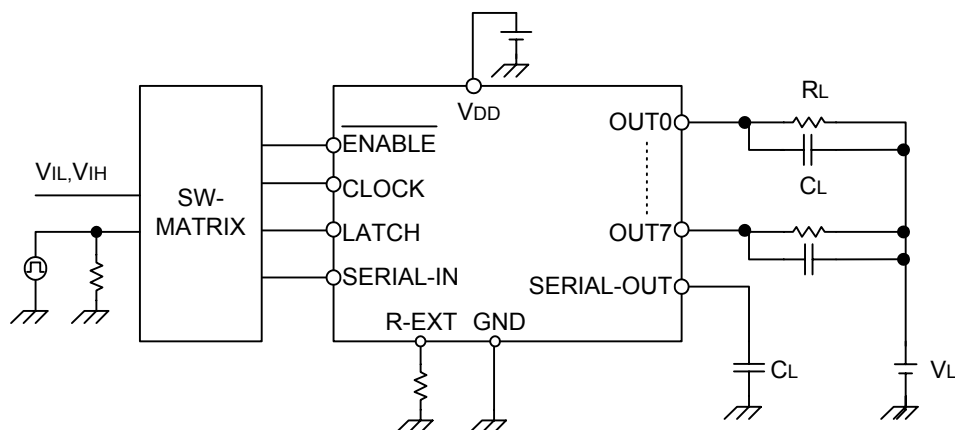 VDD
RL
OUT0
ENABLE
CL
VIL,VIH
CLOCK
SW-
MATRIX
LATCH
OUT7
SERIAL-IN
SERIAL-OUT
R-EXT
GND
CL
VL